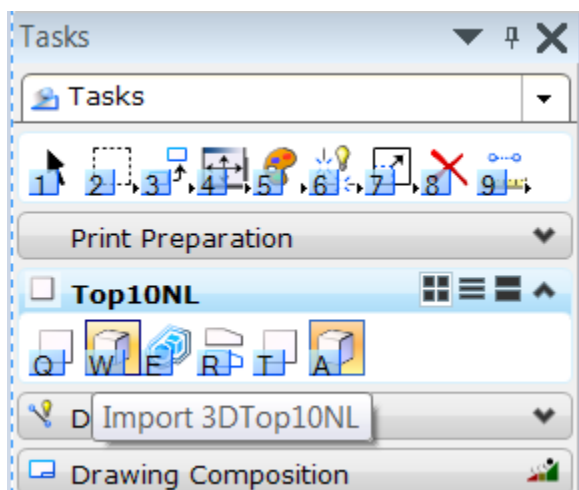 Tasks
Tasks
1 2 3 4 5 6 7 8 9
Print Preparation
Top10NL
Q W E R T A
D
Import 3DTop10NL
Drawing Composition